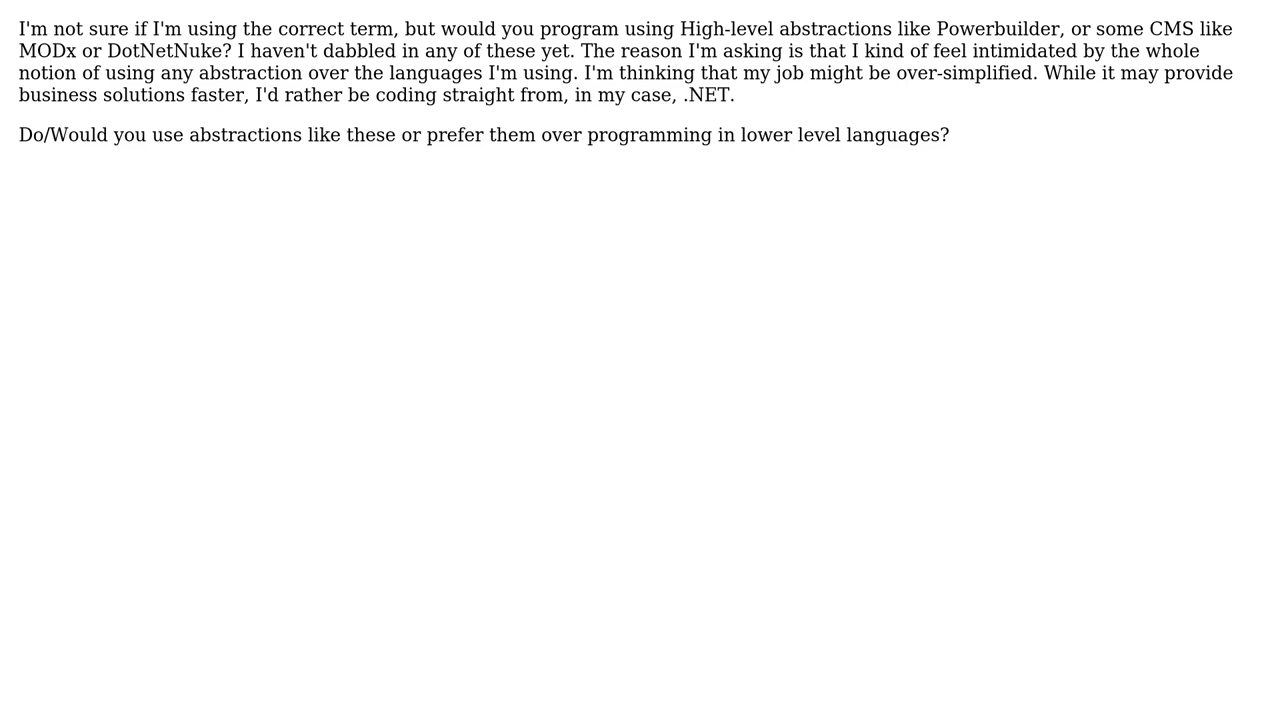 I'm not sure if I'm using the correct term, but would you program using High-level abstractions like Powerbuilder, or some CMS like
MODx or DotNetNuke? I haven't dabbled in any of these yet. The reason I'm asking is that I kind of feel intimidated by the whole
notion of using any abstraction over the languages I'm using. I'm thinking that my job might be over-simplified. While it may provide
business solutions faster, I'd rather be coding straight from, in my case, .NET.
Do/Would you use abstractions like these or prefer them over programming in lower level languages?